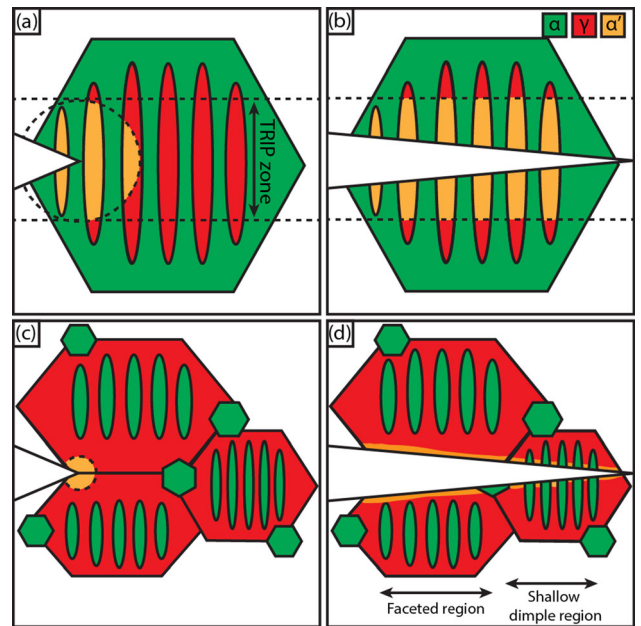 (a)
TRIP zone
(b)
α γ α’
(c)
(d)
Faceted region
Shallow
dimple region